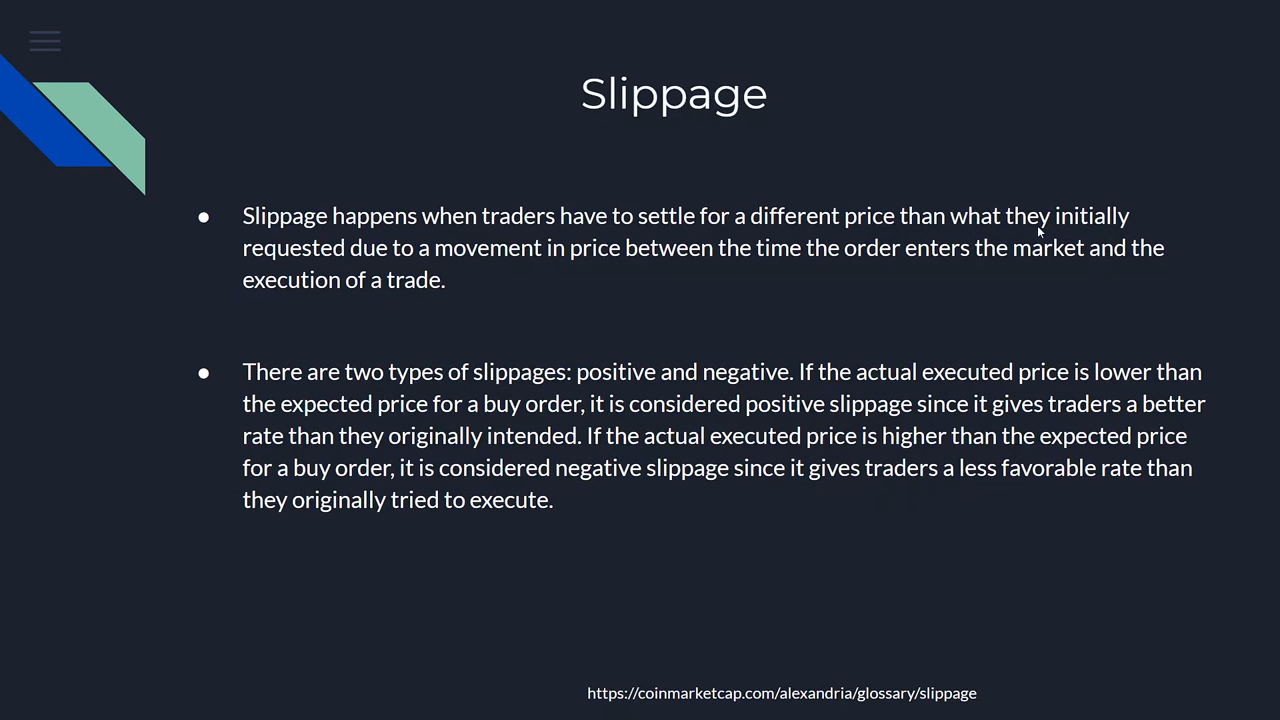 Slippage
● Slippage happens when traders have to settle for a different price than what they initially
requested due to a movement in price between the time the order enters the market and the
execution of a trade.
● There are two types of slippages: positive and negative. If the actual executed price is lower than
the expected price for a buy order, it is considered positive slippage since it gives traders a better
rate than they originally intended. If the actual executed price is higher than the expected price
for a buy order, it is considered negative slippage since it gives traders a less favorable rate than
they originally tried to execute.
https://coinmarketcap.com/alexandria/glossary/slippage